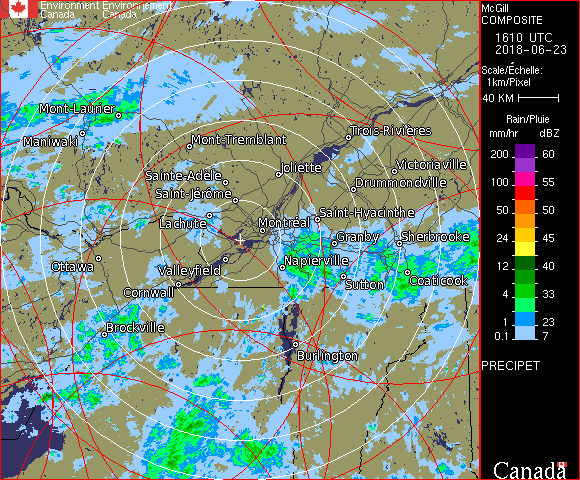 Environment Environnement
Canada Canada
McGill
COMPOSITE
1610 UTC
2018-06-23
Scale/Échelle:
1km/Pixel
40 KM
Rain/Pluie
mm/hr dBZ
200 60
100 55
50 50
24 45
12 40
4 33
1 23
0.1 7
PRECIPET
Canada
Mont-Laurier
Maniwaki
Mont-Tremblant
Trois-Rivières
Sainte-Adèle
Joliette
Victoriaville
Saint-Jérôme
Drummondville
Lachute
Montréal
Saint-Hyacinthe
Granby
Sherbrooke
Ottawa
Valleyfield
Napierville
Cornwall
Sutton
Coaticook
Brockville
Burlington